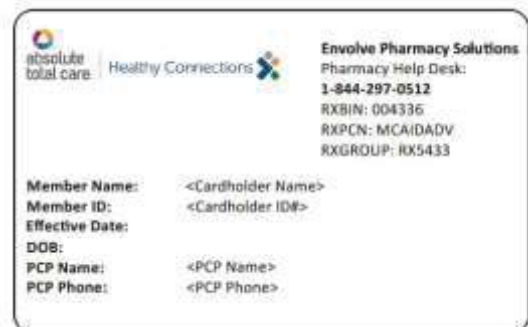 absolute
total care
Healthy Connections
Envolve Pharmacy Solutions
Pharmacy Help Desk:
1-844-297-0512
RXBIN: 004336
RXPCN: MCAIDADV
RXGROUP: RX5433
Member Name: <Cardholder Name>
Member ID: <Cardholder ID#>
Effective Date:
DOB:
PCP Name: <PCP Name>
PCP Phone: <PCP Phone>